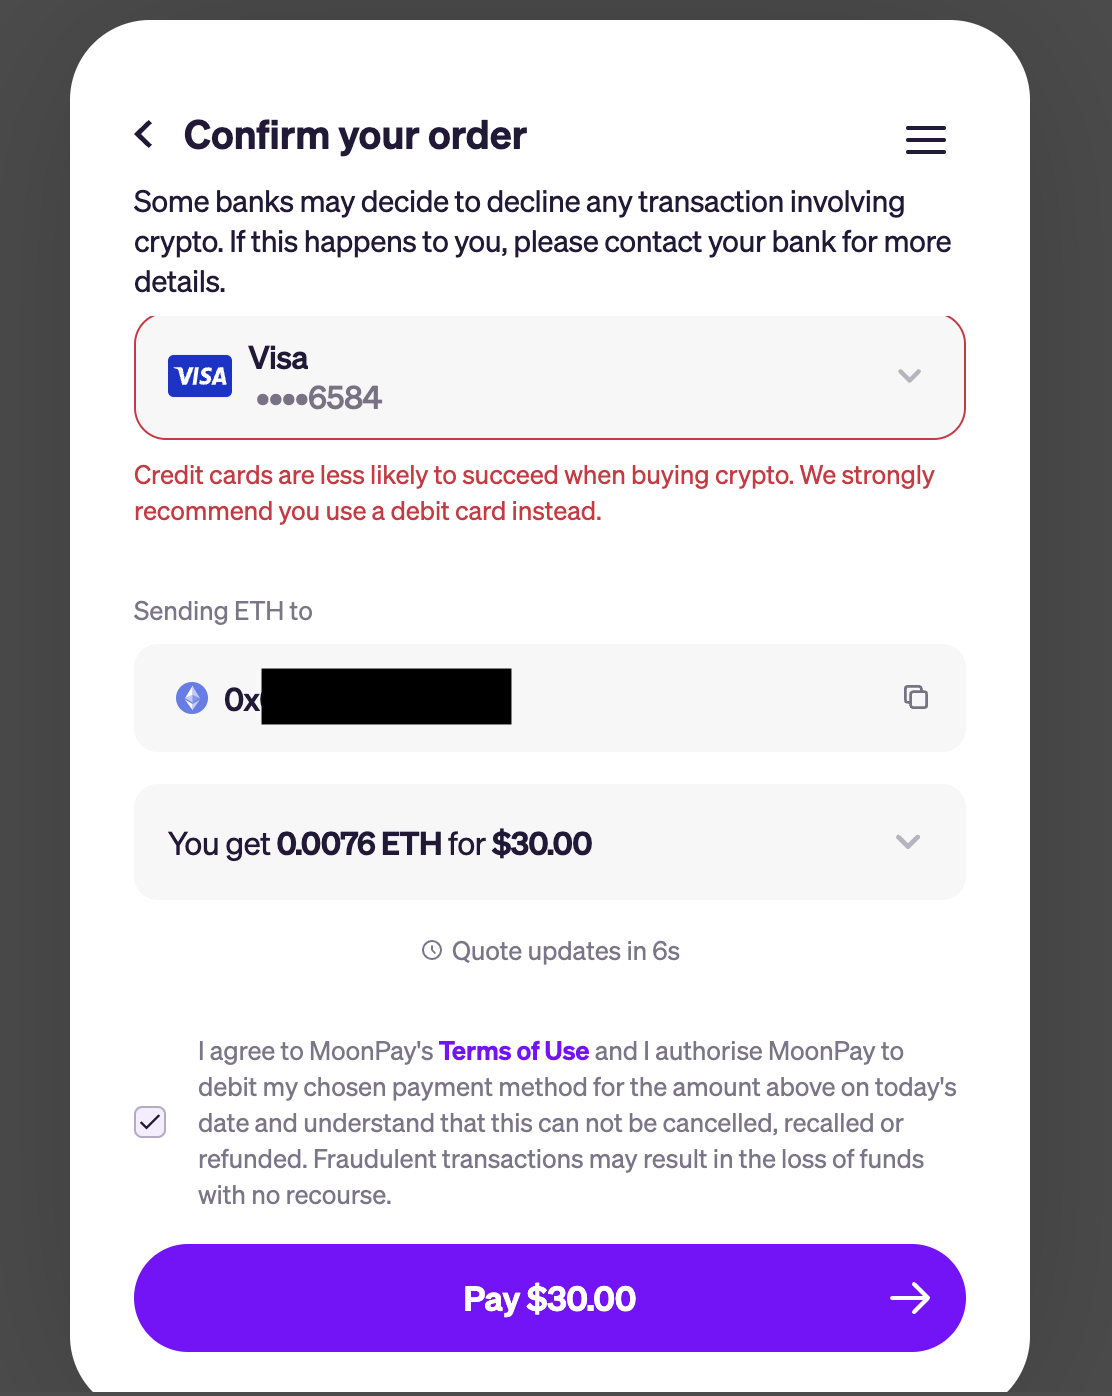 Confirm your order
Some banks may decide to decline any transaction involving
crypto. If this happens to you, please contact your bank for more
details.
VISA
Visa
••••6584
Credit cards are less likely to succeed when buying crypto. We strongly
recommend you use a debit card instead.
Sending ETH to
0x
You get 0.0076 ETH for $30.00
Quote updates in 6s
I agree to MoonPay's Terms of Use and I authorise MoonPay to
debit my chosen payment method for the amount above on today's
date and understand that this can not be cancelled, recalled or
refunded. Fraudulent transactions may result in the loss of funds
with no recourse.
Pay $30.00